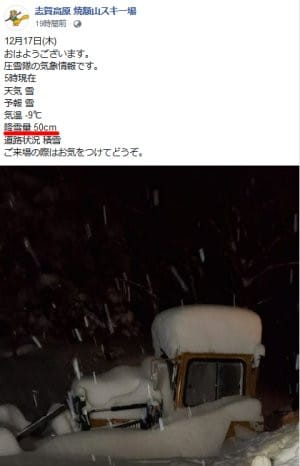 志賀高原 焼額山スキー場
19時間前
12月17日(木)
おはようございます。
圧雪隊の気象情報です。
5時現在
天気 雪
予報 雪
気温 -9℃
降雪量 50cm
道路状況 積雪
ご来場の際はお気をつけてどうぞ。